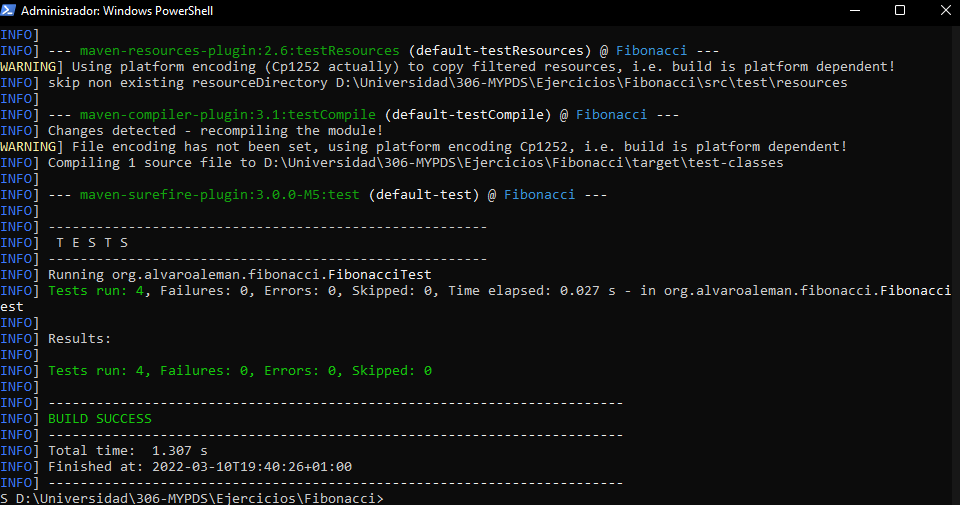 Administrador: Windows PowerShell
INFO]
INFO] --- maven-resources-plugin:2.6:testResources (default-testResources) @ Fibonacci ---
WARNING] Using platform encoding (Cp1252 actually) to copy filtered resources, i.e. build is platform dependent!
INFO] skip non existing resourceDirectory D:\Universidad\306-MYPDS\Ejercicios\Fibonacci\src\test\resources
INFO]
INFO] --- maven-compiler-plugin:3.1:testCompile (default-testCompile) @ Fibonacci ---
INFO] Changes detected - recompiling the module!
WARNING] File encoding has not been set, using platform encoding Cp1252, i.e. build is platform dependent!
INFO] Compiling 1 source file to D:\Universidad\306-MYPDS\Ejercicios\Fibonacci\target\test-classes
INFO]
INFO] --- maven-surefire-plugin:3.0.0-M5:test (default-test) @ Fibonacci ---
INFO]
INFO] -------------------------------------------------------
INFO]  T E S T S
INFO] -------------------------------------------------------
INFO] Running org.alvaroaleman.fibonacci.FibonacciTest
INFO] Tests run: 4, Failures: 0, Errors: 0, Skipped: 0, Time elapsed: 0.027 s - in org.alvaroaleman.fibonacci.Fibonacci
est
INFO]
INFO] Results:
INFO]
INFO] Tests run: 4, Failures: 0, Errors: 0, Skipped: 0
INFO]
INFO] ------------------------------------------------------------------------
INFO] BUILD SUCCESS
INFO] ------------------------------------------------------------------------
INFO] Total time:  1.307 s
INFO] Finished at: 2022-03-10T19:40:26+01:00
INFO] ------------------------------------------------------------------------
S D:\Universidad\306-MYPDS\Ejercicios\Fibonacci>